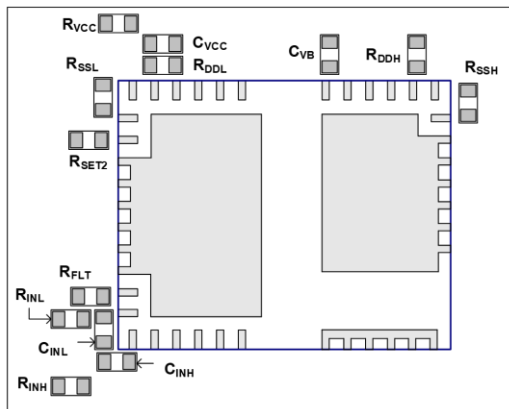 RVCC
CVCC
CVB
RDDH
RSSL
RDDL
RSSH
RSET2
RFLT
RINL
CINL
CINH
RINH